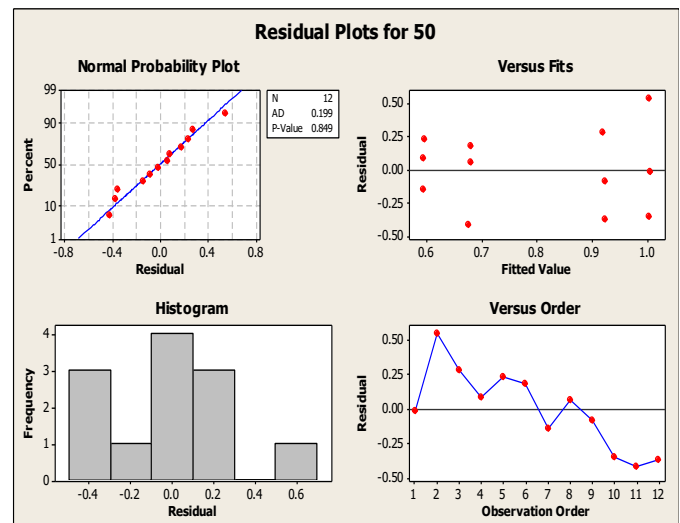 Residual Plots for 50
Normal Probability Plot
99
90
50
10
1
Percent
-0.8 -0.4 0.0 0.4 0.8
Residual
N 12
AD 0.199
P-Value 0.849
Versus Fits
0.50
0.25
0.00
-0.25
-0.50
Residual
0.6 0.7 0.8 0.9 1.0
Fitted Value
Histogram
4
3
2
1
0
Frequency
-0.4 -0.2 0.0 0.2 0.4 0.6
Residual
Versus Order
0.50
0.25
0.00
-0.25
-0.50
Residual
1 2 3 4 5 6 7 8 9 10 11 12
Observation Order